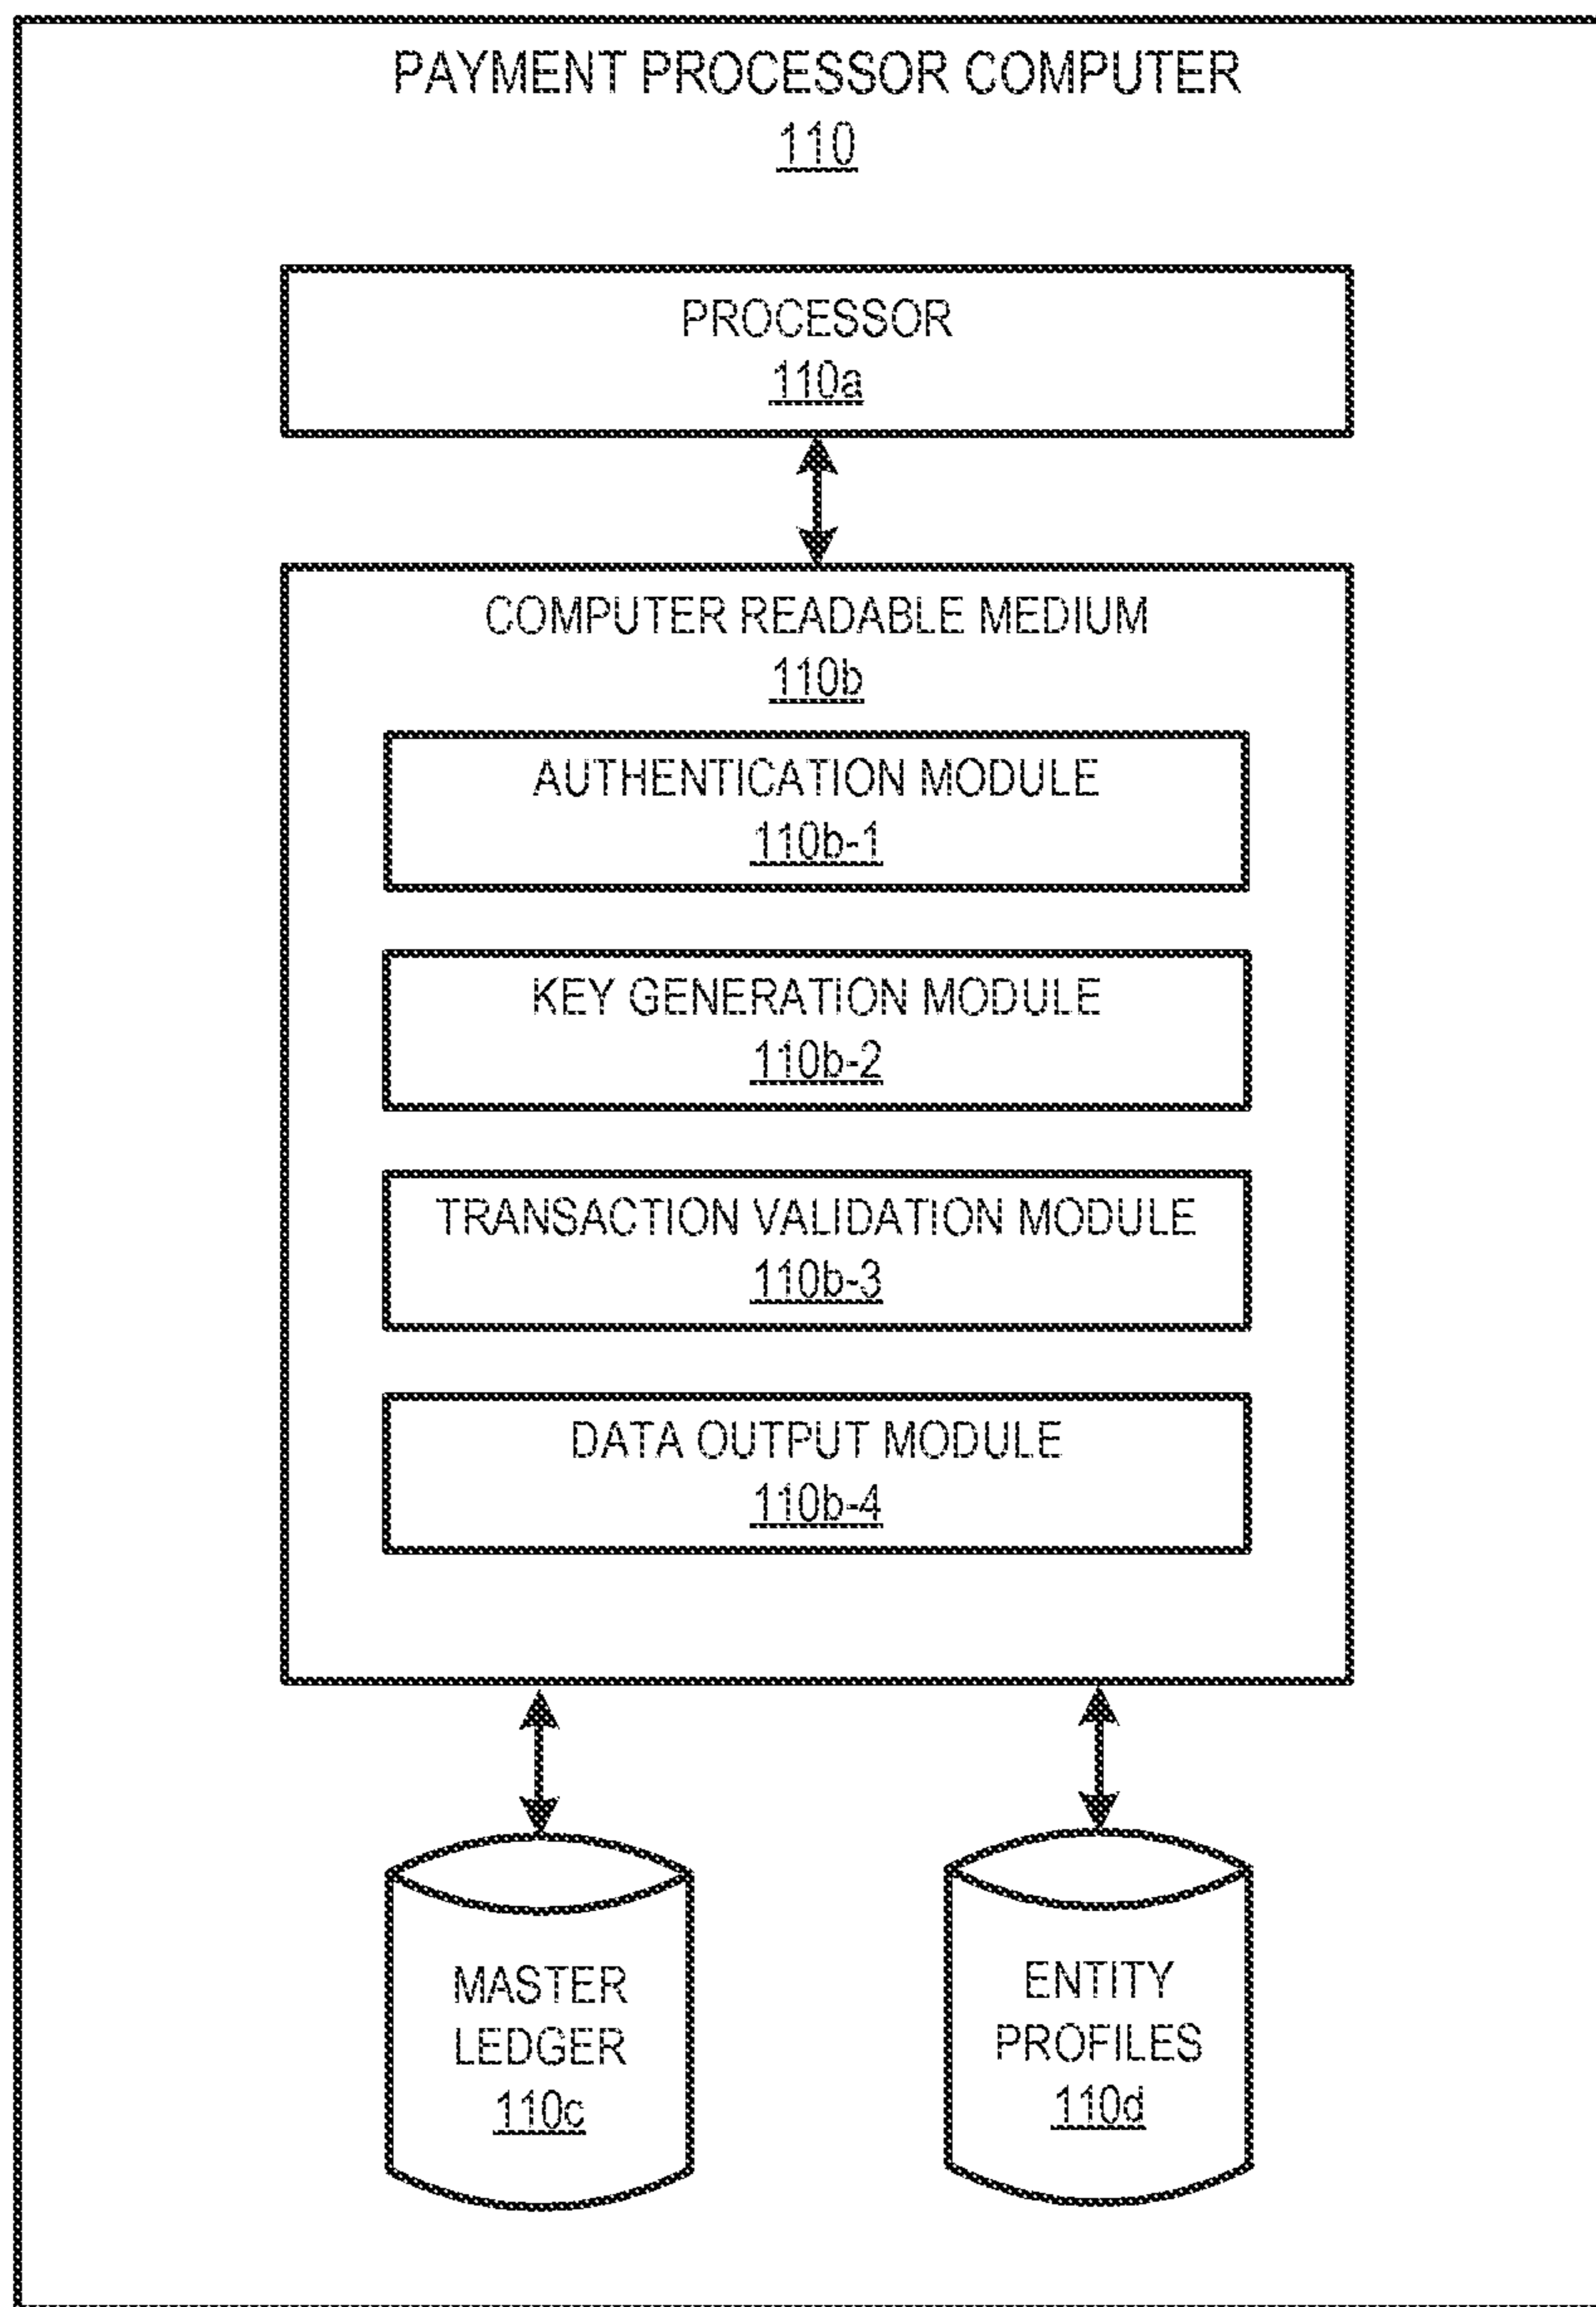 PAYMENT PROCESSOR COMPUTER
110
PROCESSOR
110a
COMPUTER READABLE MEDIUM
110b
AUTHENTICATION MODULE
110b-1
KEY GENERATION MODULE
110b-2
TRANSACTION VALIDATION MODULE
110b-3
DATA OUTPUT MODULE
110b-4
MASTER
LEDGER
110c
ENTITY
PROFILES
110d